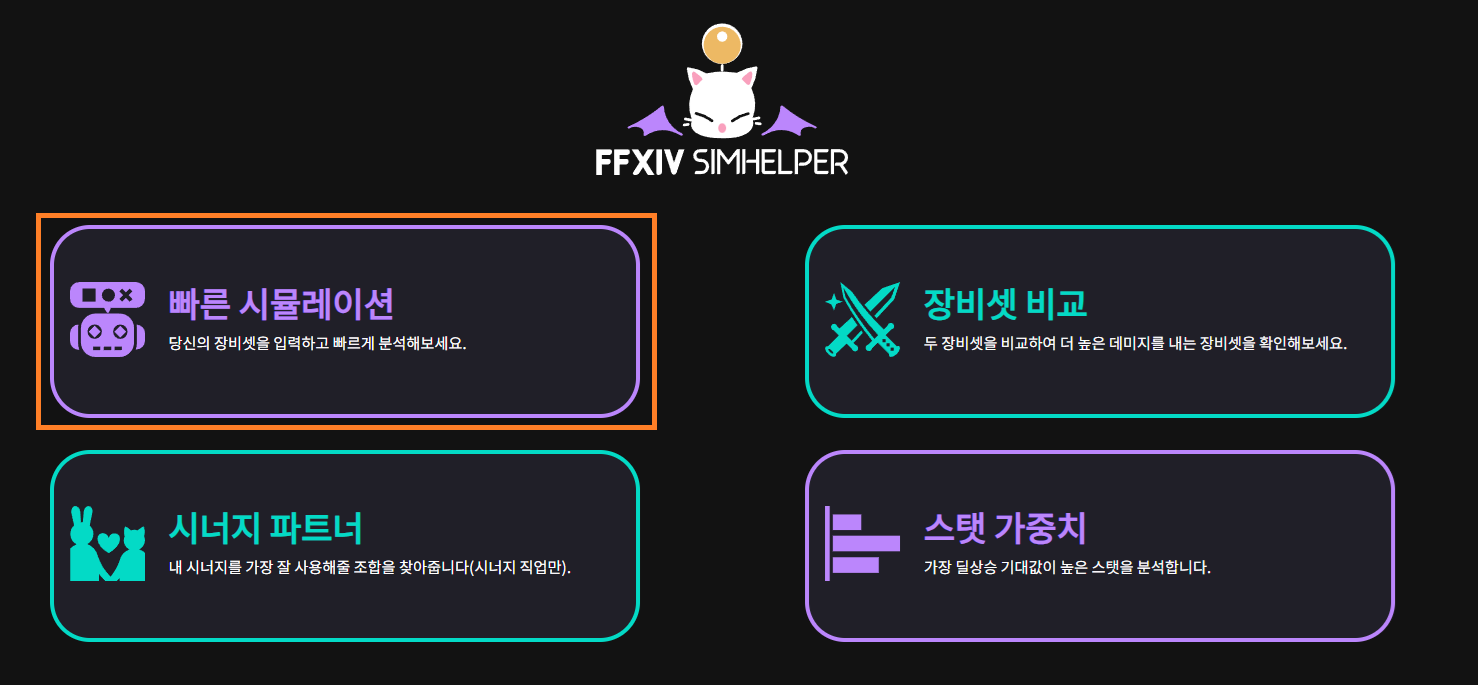 FFXIV SIMHELPER
빠른 시뮬레이션
당신의 장비셋을 입력하고 빠르게 분석해보세요.
장비셋 비교
두 장비셋을 비교하여 더 높은 데미지를 내는 장비셋을 확인해보세요.
시너지 파트너
내 시너지를 가장 잘 사용해줄 조합을 찾아줍니다(시너지 직업만).
스탯 가중치
가장 딜상승 기대값이 높은 스탯을 분석합니다.